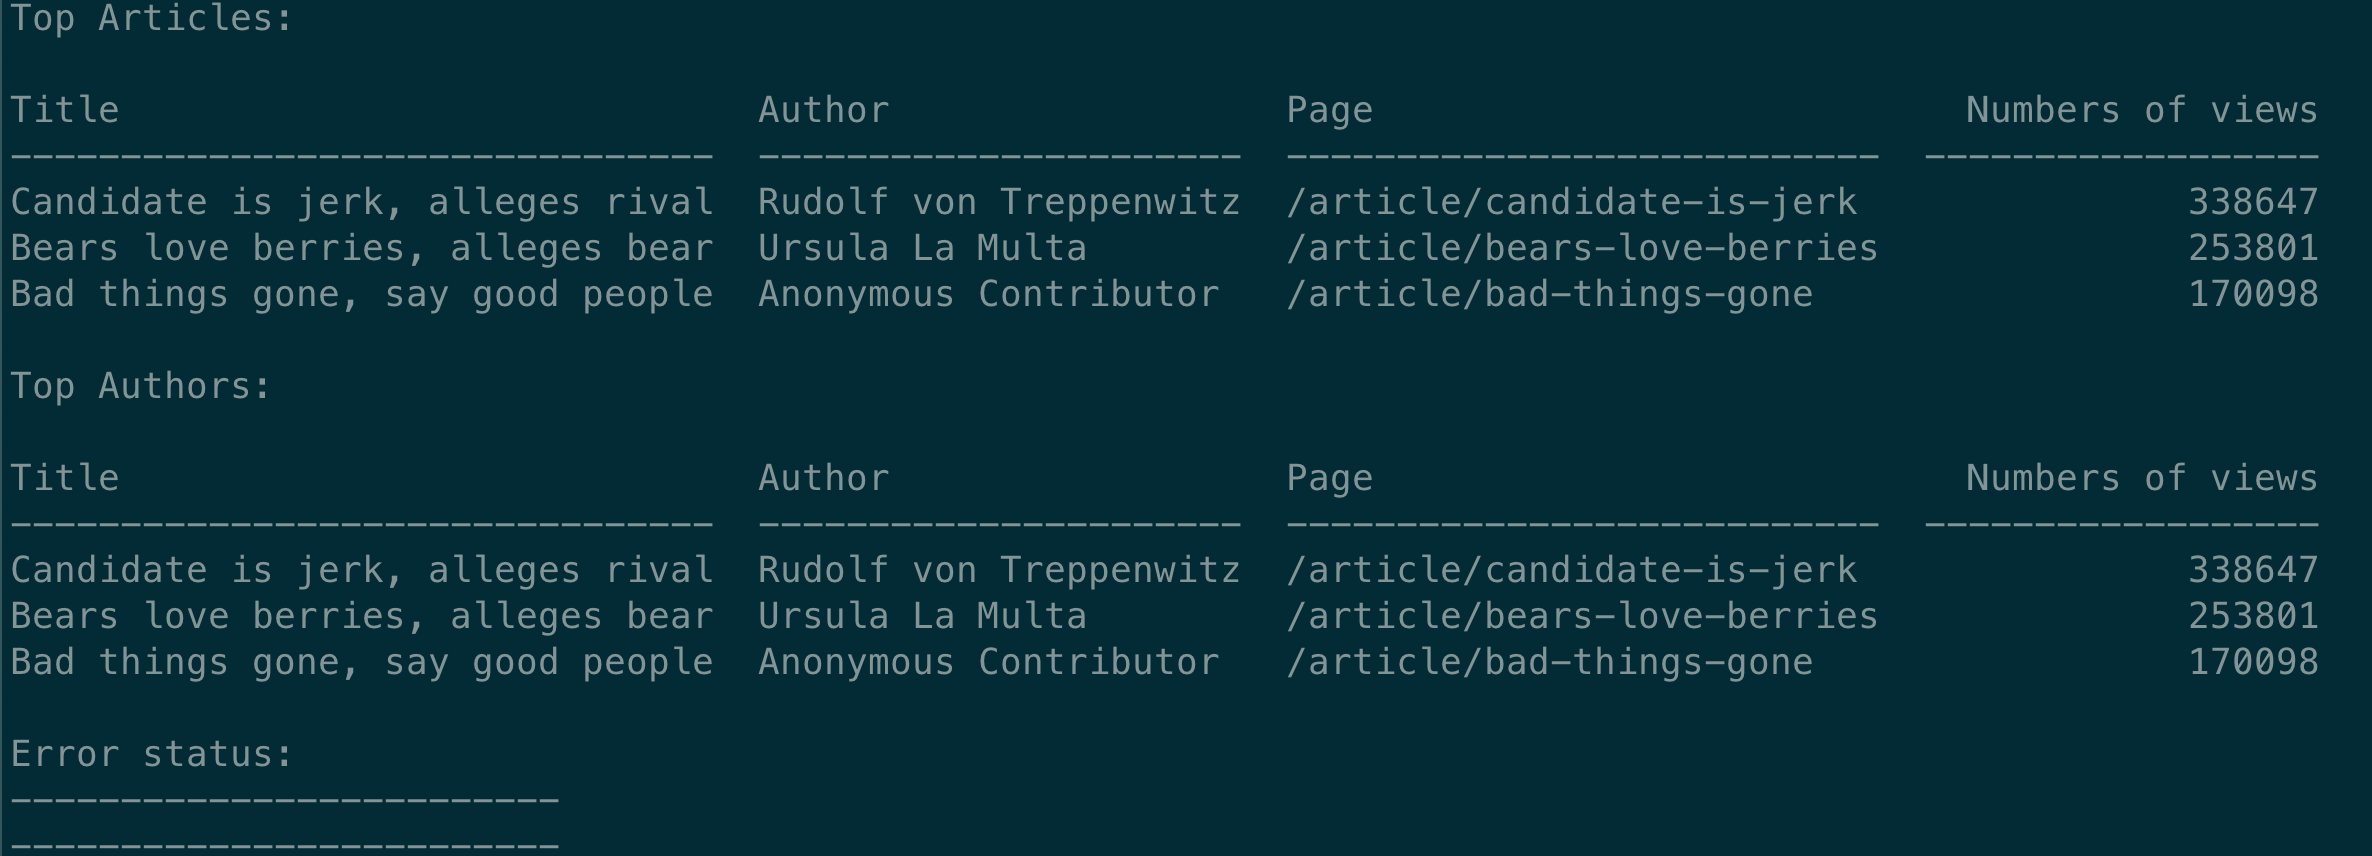 Top Articles:
Title Author Page Numbers of views
-------------------------------- ---------------------- --------------------------- ------------------
Candidate is jerk, alleges rival Rudolf von Treppenwitz /article/candidate-is-jerk 338647
Bears love berries, alleges bear Ursula La Multa /article/bears-love-berries 253801
Bad things gone, say good people Anonymous Contributor /article/bad-things-gone 170098
Top Authors:
Title Author Page Numbers of views
-------------------------------- ---------------------- --------------------------- ------------------
Candidate is jerk, alleges rival Rudolf von Treppenwitz /article/candidate-is-jerk 338647
Bears love berries, alleges bear Ursula La Multa /article/bears-love-berries 253801
Bad things gone, say good people Anonymous Contributor /article/bad-things-gone 170098
Error status:
-------------------------
-------------------------